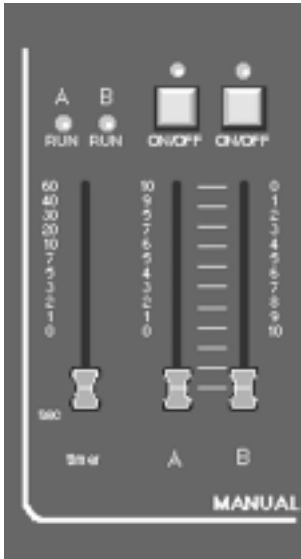 A B
RUN RUN ON/OFF ON/OFF
60 10 0
40 9 1
30 5 2
20 7 3
10 6 4
7 5 5
5 4 6
3 3 7
2 2 8
1 1 9
0 0 10
sec
timer A B
MANUAL